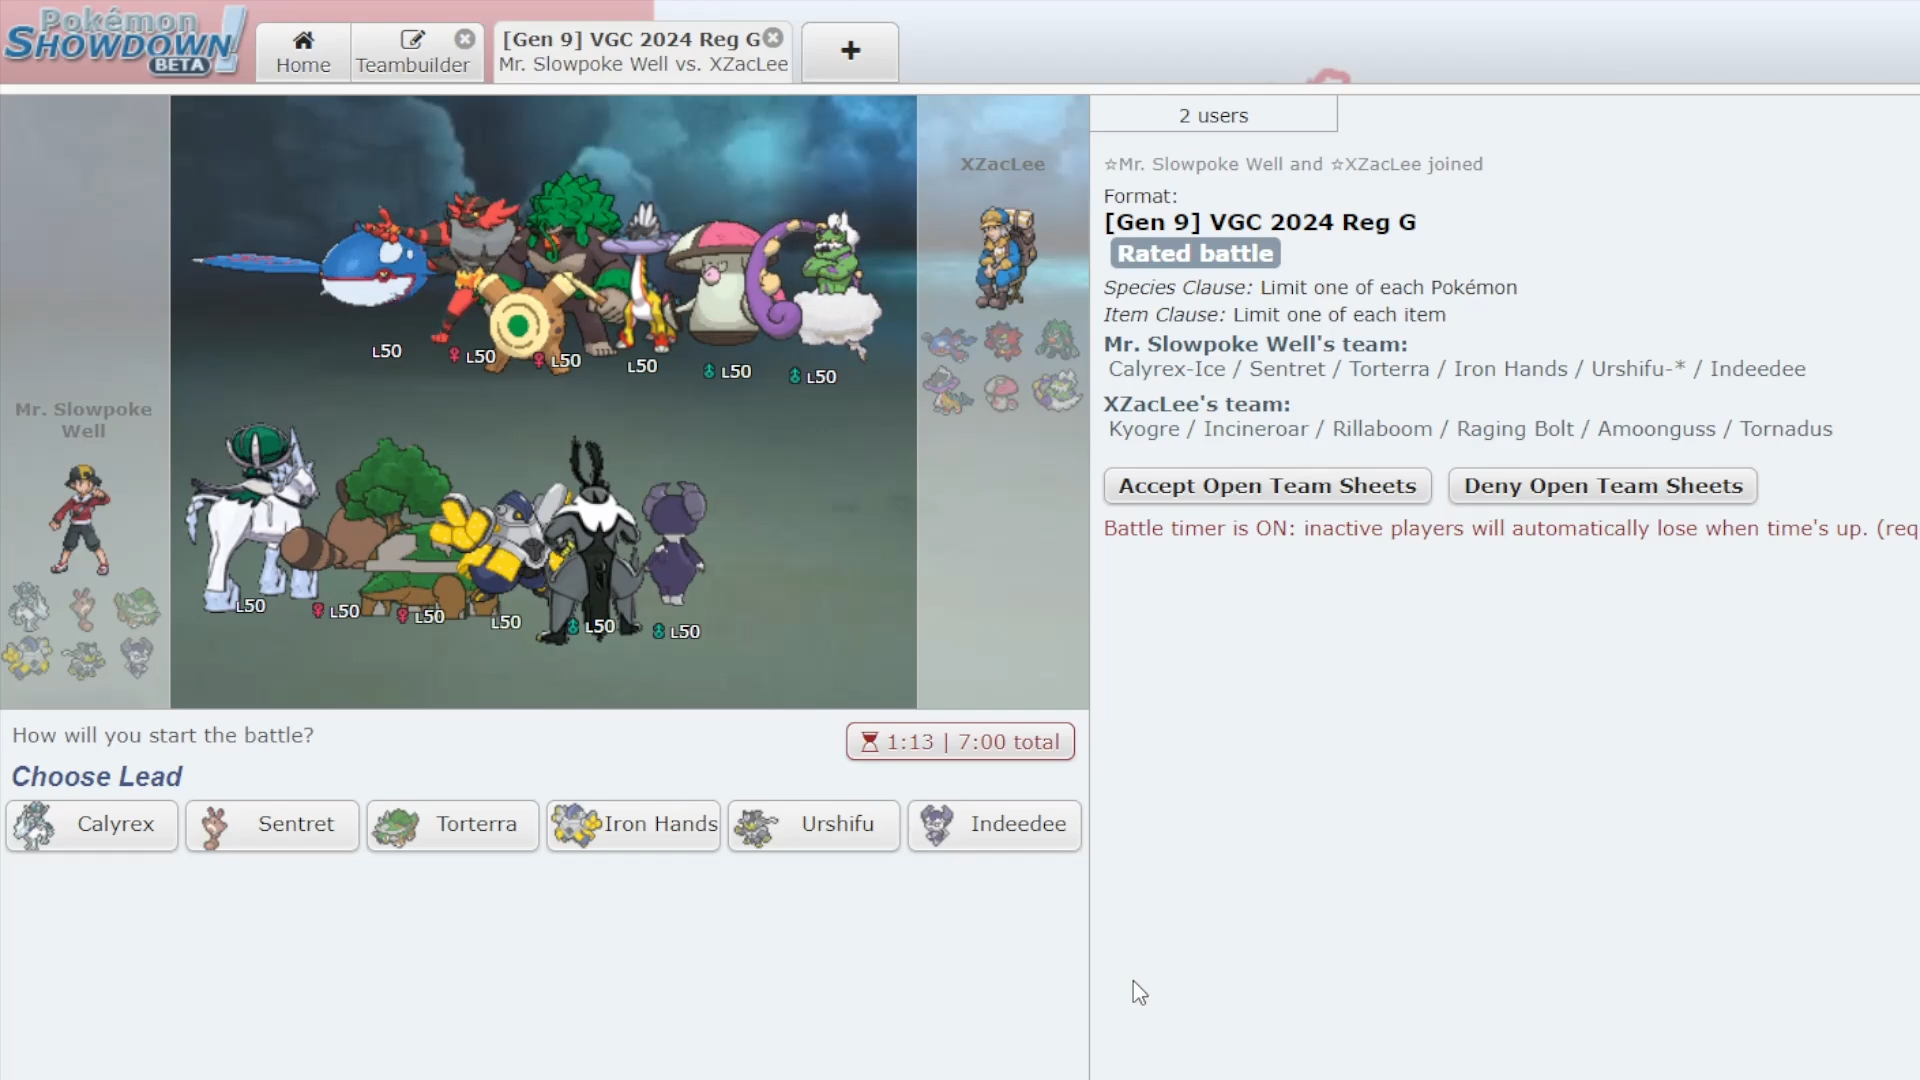 Pokémon
SHOWDOWN!
BETA
Home
Teambuilder
[Gen 9] VGC 2024 Reg G
Mr. Slowpoke Well vs. XZacLee
+
2 users
XZacLee
☆Mr. Slowpoke Well and ☆XZacLee joined
Format:
[Gen 9] VGC 2024 Reg G
Rated battle
Species Clause: Limit one of each Pokémon
Item Clause: Limit one of each item
Mr. Slowpoke Well's team:
Calyrex-Ice / Sentret / Torterra / Iron Hands / Urshifu-* / Indeedee
XZacLee's team:
Kyogre / Incineroar / Rillaboom / Raging Bolt / Amoonguss / Tornadus
Accept Open Team Sheets
Deny Open Team Sheets
Battle timer is ON: inactive players will automatically lose when time's up. (req
L50
♀ L50
♀ L50
L50
♂ L50
♂ L50
Mr. Slowpoke
Well
L50
♀ L50
♀ L50
L50
♂ L50
♂ L50
How will you start the battle?
1:13 | 7:00 total
Choose Lead
Calyrex
Sentret
Torterra
Iron Hands
Urshifu
Indeedee